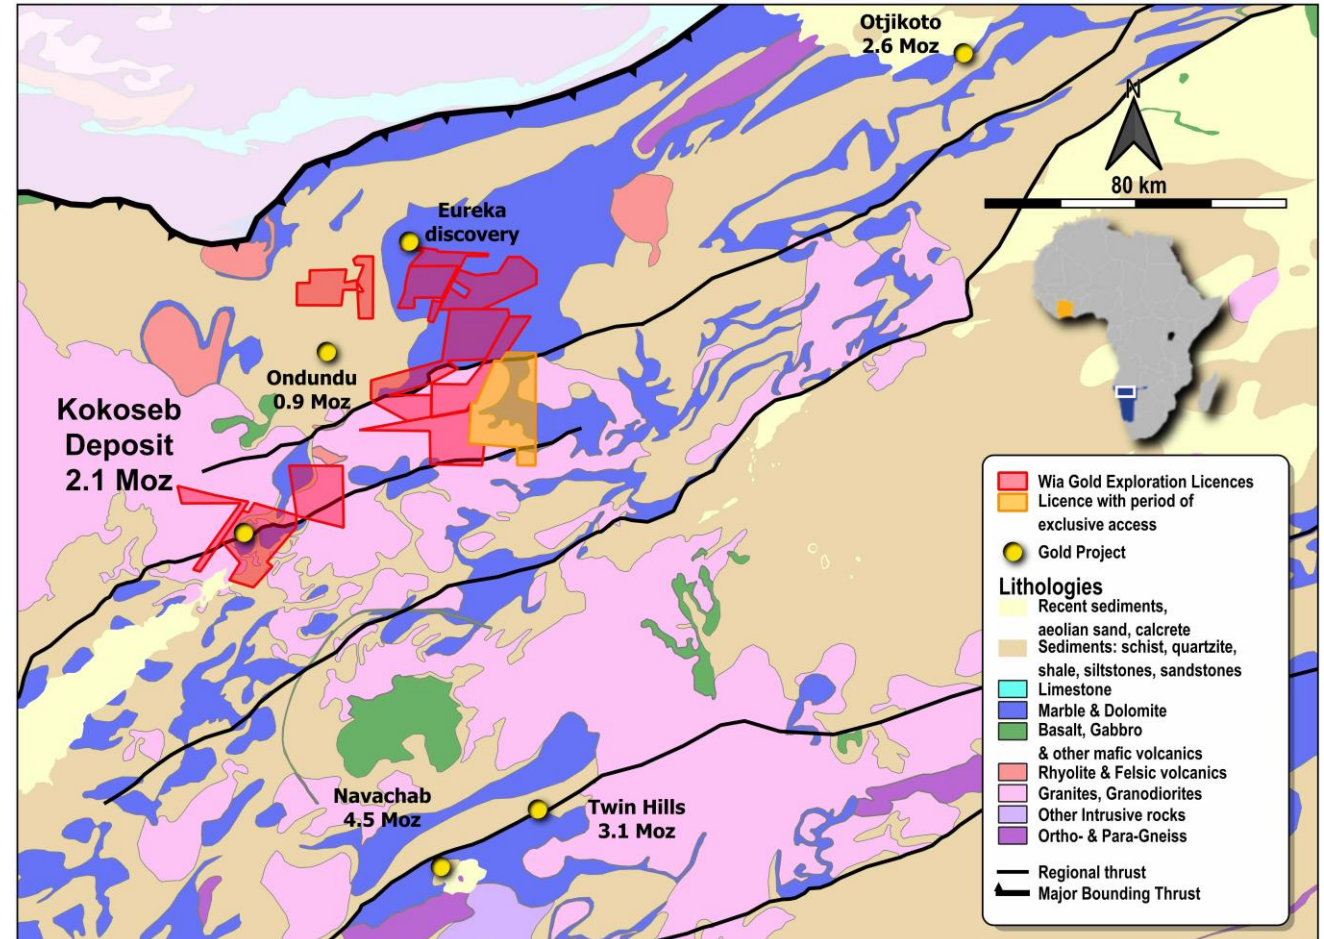 Otjikoto
2.6 Moz
N
80 km
Eureka
discovery
Ondundu
0.9 Moz
Kokoseb
Deposit
2.1 Moz
Navachab
4.5 Moz
Twin Hills
3.1 Moz
Wia Gold Exploration Licences
Licence with period of
exclusive access
Gold Project
Lithologies
Recent sediments,
aeolian sand, calcrete
Sediments: schist, quartzite,
shale, siltstones, sandstones
Limestone
Marble & Dolomite
Basalt, Gabbro
& other mafic volcanics
Rhyolite & Felsic volcanics
Granites, Granodiorites
Other Intrusive rocks
Ortho- & Para-Gneiss
Regional thrust
Major Bounding Thrust